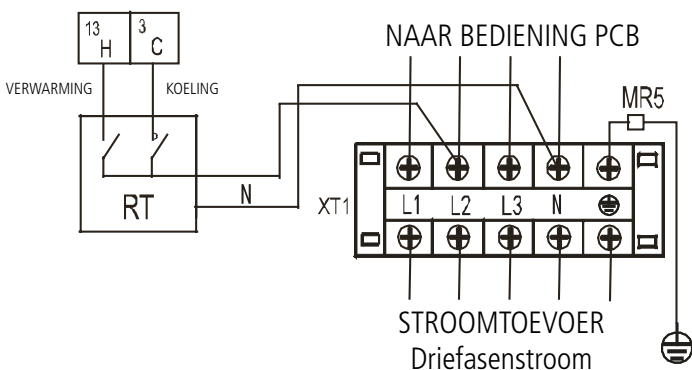 13 3
H C
NAAR BEDIENING PCB
VERWARMING KOELING
MR5
RT
N
XT1
L1 L2 L3 N
STROOMTOEVOER
Driefasenstroom